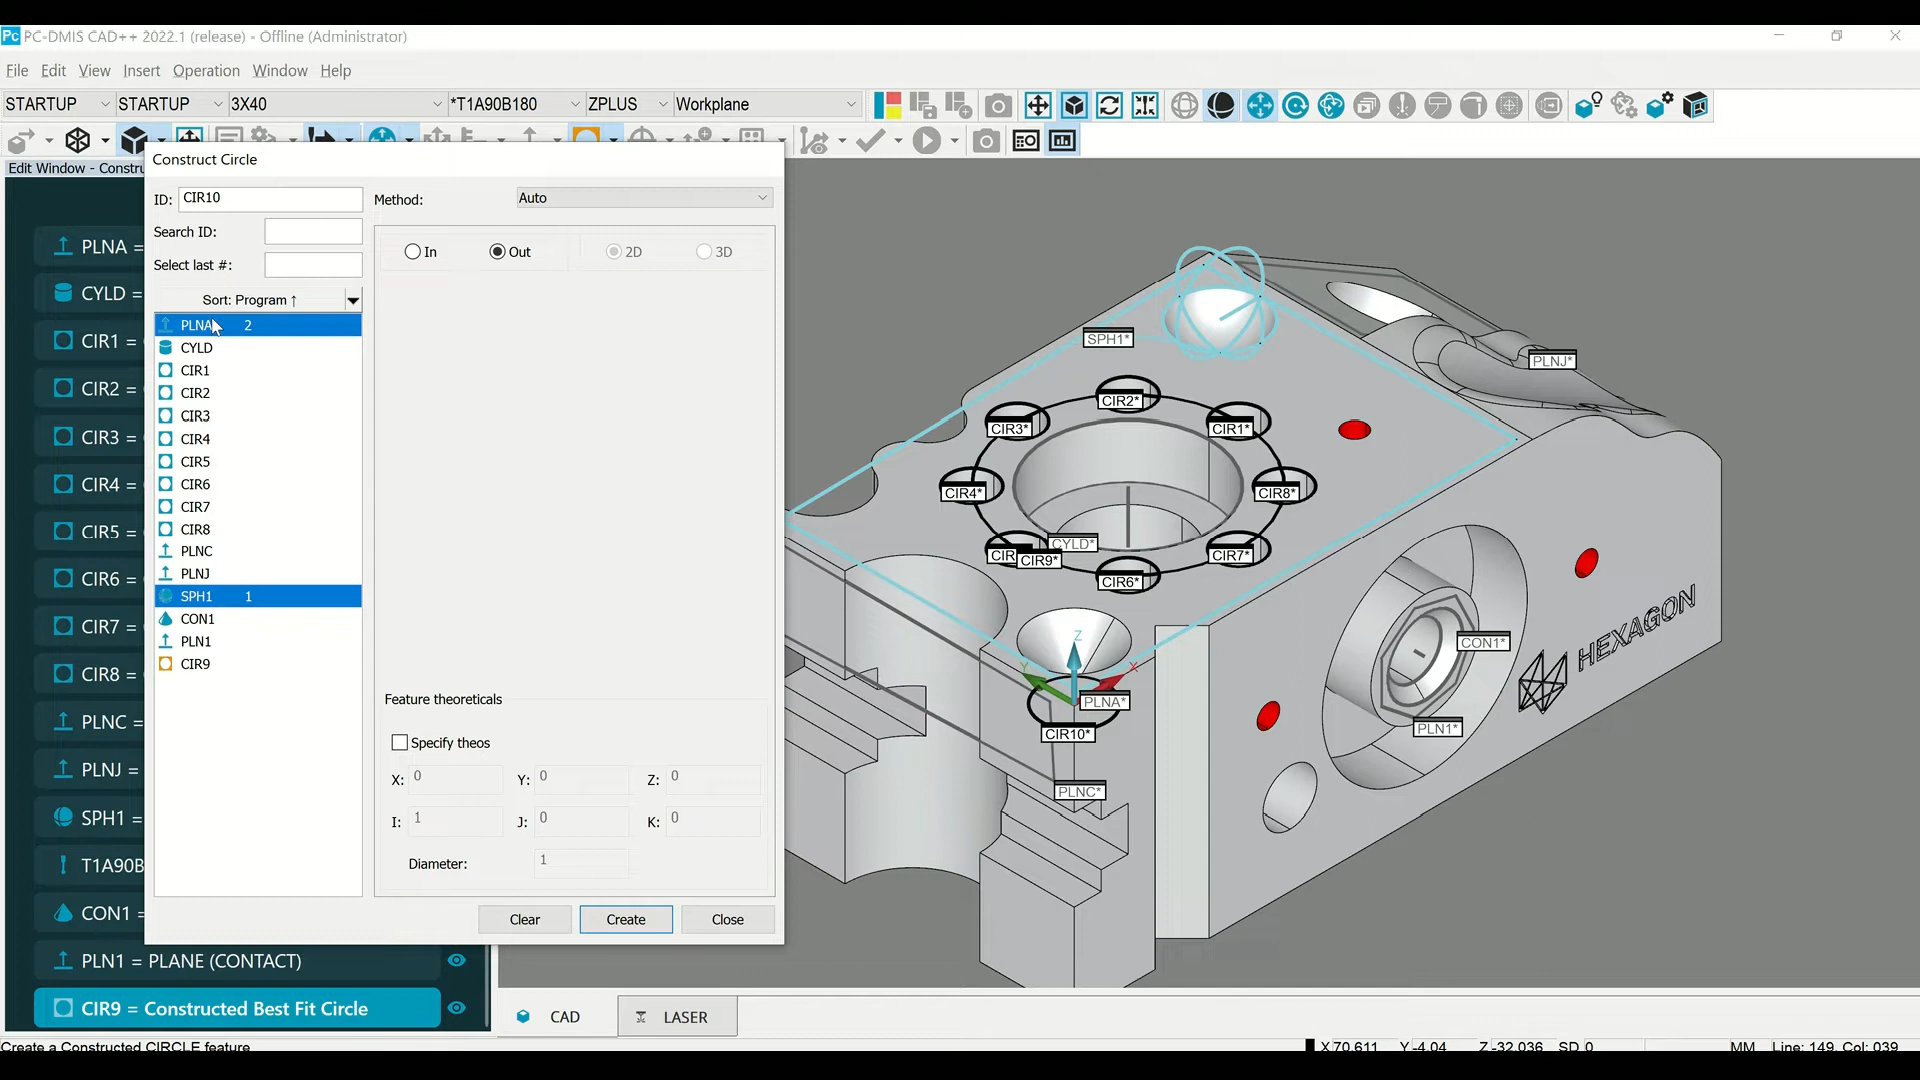 Pc PC-DMIS CAD++ 2022.1 (release) - Offline (Administrator)
File Edit View Insert Operation Window Help
STARTUP STARTUP 3X40 *T1A90B180 ZPLUS Workplane
Edit Window - Constru
Construct Circle
ID: CIR10 Method: Auto
Search ID:
In Out 2D 3D
Select last #:
Sort: Program ↑
PLNA 2
CYLD
CIR1
CIR2
CIR3
CIR4
CIR5
CIR6
CIR7
CIR8
PLNC
PLNJ
SPH1 1
CON1
PLN1
CIR9
Feature theoreticals
Specify theos
X: 0 Y: 0 Z: 0
I: 1 J: 0 K: 0
Diameter: 1
Clear Create Close
PLNA =
CYLD =
CIR1 =
CIR2 =
CIR3 =
CIR4 =
CIR5 =
CIR6 =
CIR7 =
CIR8 =
PLNC =
PLNJ =
SPH1 =
T1A90B
CON1 =
PLN1 = PLANE (CONTACT)
CIR9 = Constructed Best Fit Circle
SPH1*
PLNJ*
CIR2*
CIR3*
CIR1*
CIR4*
CIR8*
CYLD*
CIR
CIR9*
CIR7*
CIR6*
HEXAGON
CON1*
Z
Y
X
PLNA*
CIR10*
PLN1*
PLNC*
CAD LASER
Create a Constructed CIRCLE feature
X 70.611 Y -4.04 Z -32.036 SD 0 MM Line: 149, Col: 039